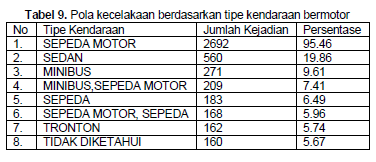 Tabel 9. Pola kecelakaan berdasarkan tipe kendaraan bermotor
No Tipe Kendaraan Jumlah Kejadian Persentase
1. SEPEDA MOTOR 2692 95.46
2. SEDAN 560 19.86
3. MINIBUS 271 9.61
4. MINIBUS,SEPEDA MOTOR 209 7.41
5. SEPEDA 183 6.49
6. SEPEDA MOTOR, SEPEDA 168 5.96
7. TRONTON 162 5.74
8. TIDAK DIKETAHUI 160 5.67